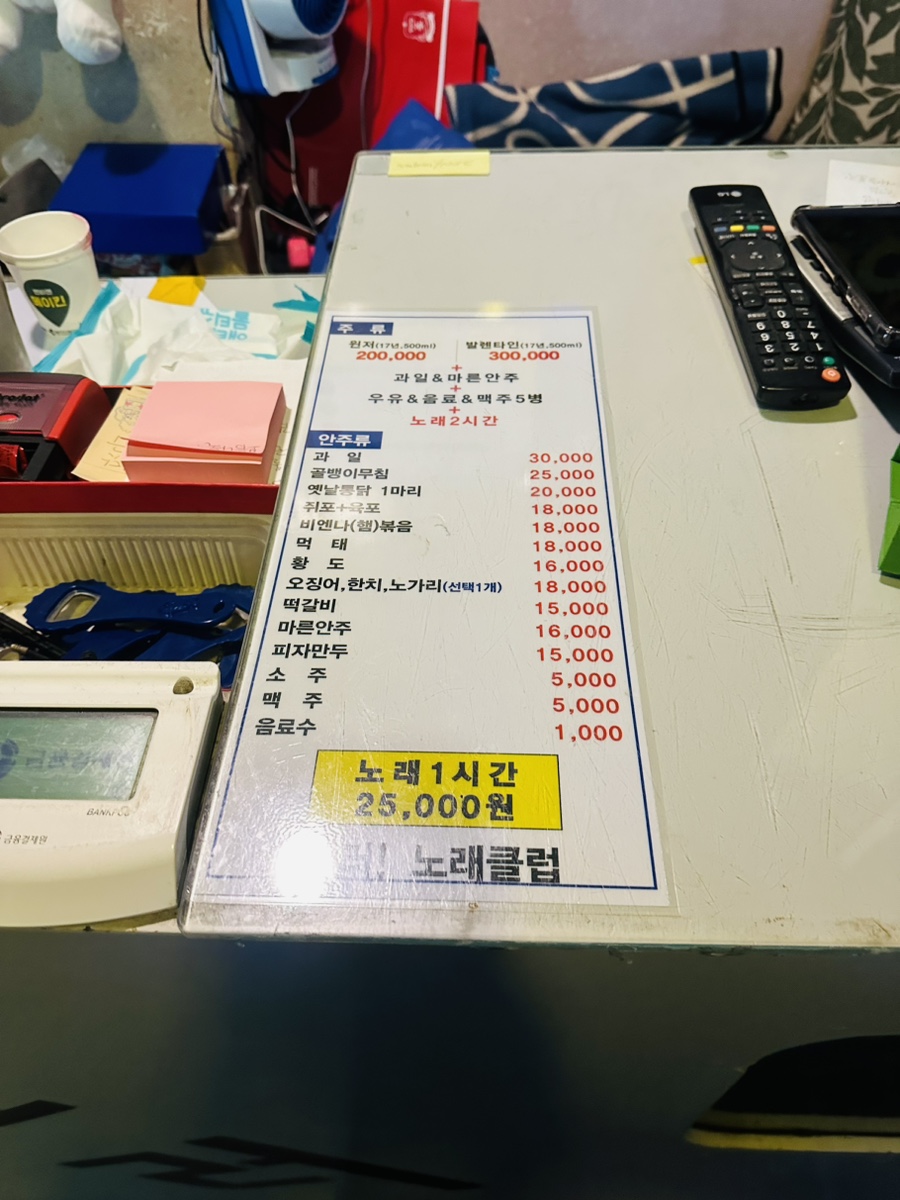 주 류
윈저(17년,500ml) 발렌타인(17년,500ml)
200,000 300,000
+
과일&마른안주
+
우유&음료&맥주5병
+
노래2시간
안주류
과 일 30,000
골뱅이무침 25,000
옛날통닭 1마리 20,000
쥐포+육포 18,000
비엔나(햄)볶음 18,000
먹 태 18,000
황 도 16,000
오징어,한치,노가리(선택1개) 18,000
떡갈비 15,000
마른안주 16,000
피자만두 15,000
소 주 5,000
맥 주 5,000
음료수 1,000
노래1시간
25,000원
노래클럽
LG
BANKPOS
금융결제원